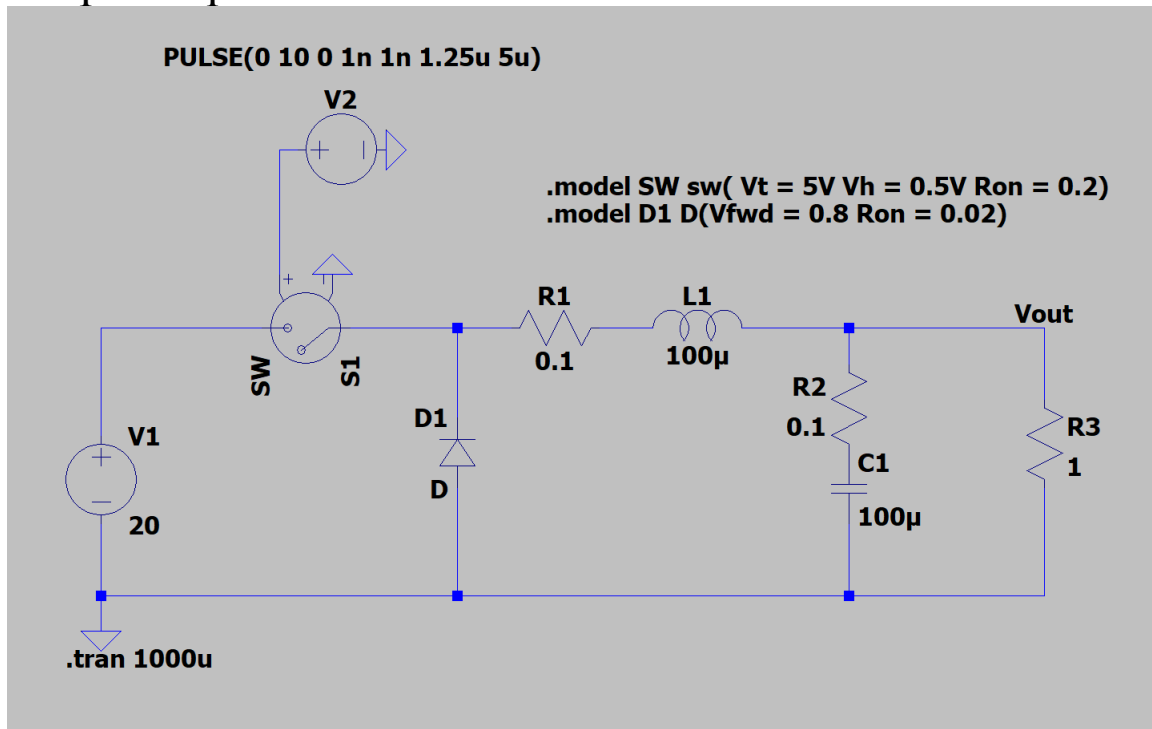 PULSE(0 10 0 1n 1n 1.25u 5u)
V2
.model SW sw( Vt = 5V Vh = 0.5V Ron = 0.2)
.model D1 D(Vfwd = 0.8 Ron = 0.02)
SW
S1
R1
0.1
L1
100µ
Vout
R2
0.1
C1
100µ
R3
1
D1
D
V1
20
.tran 1000u